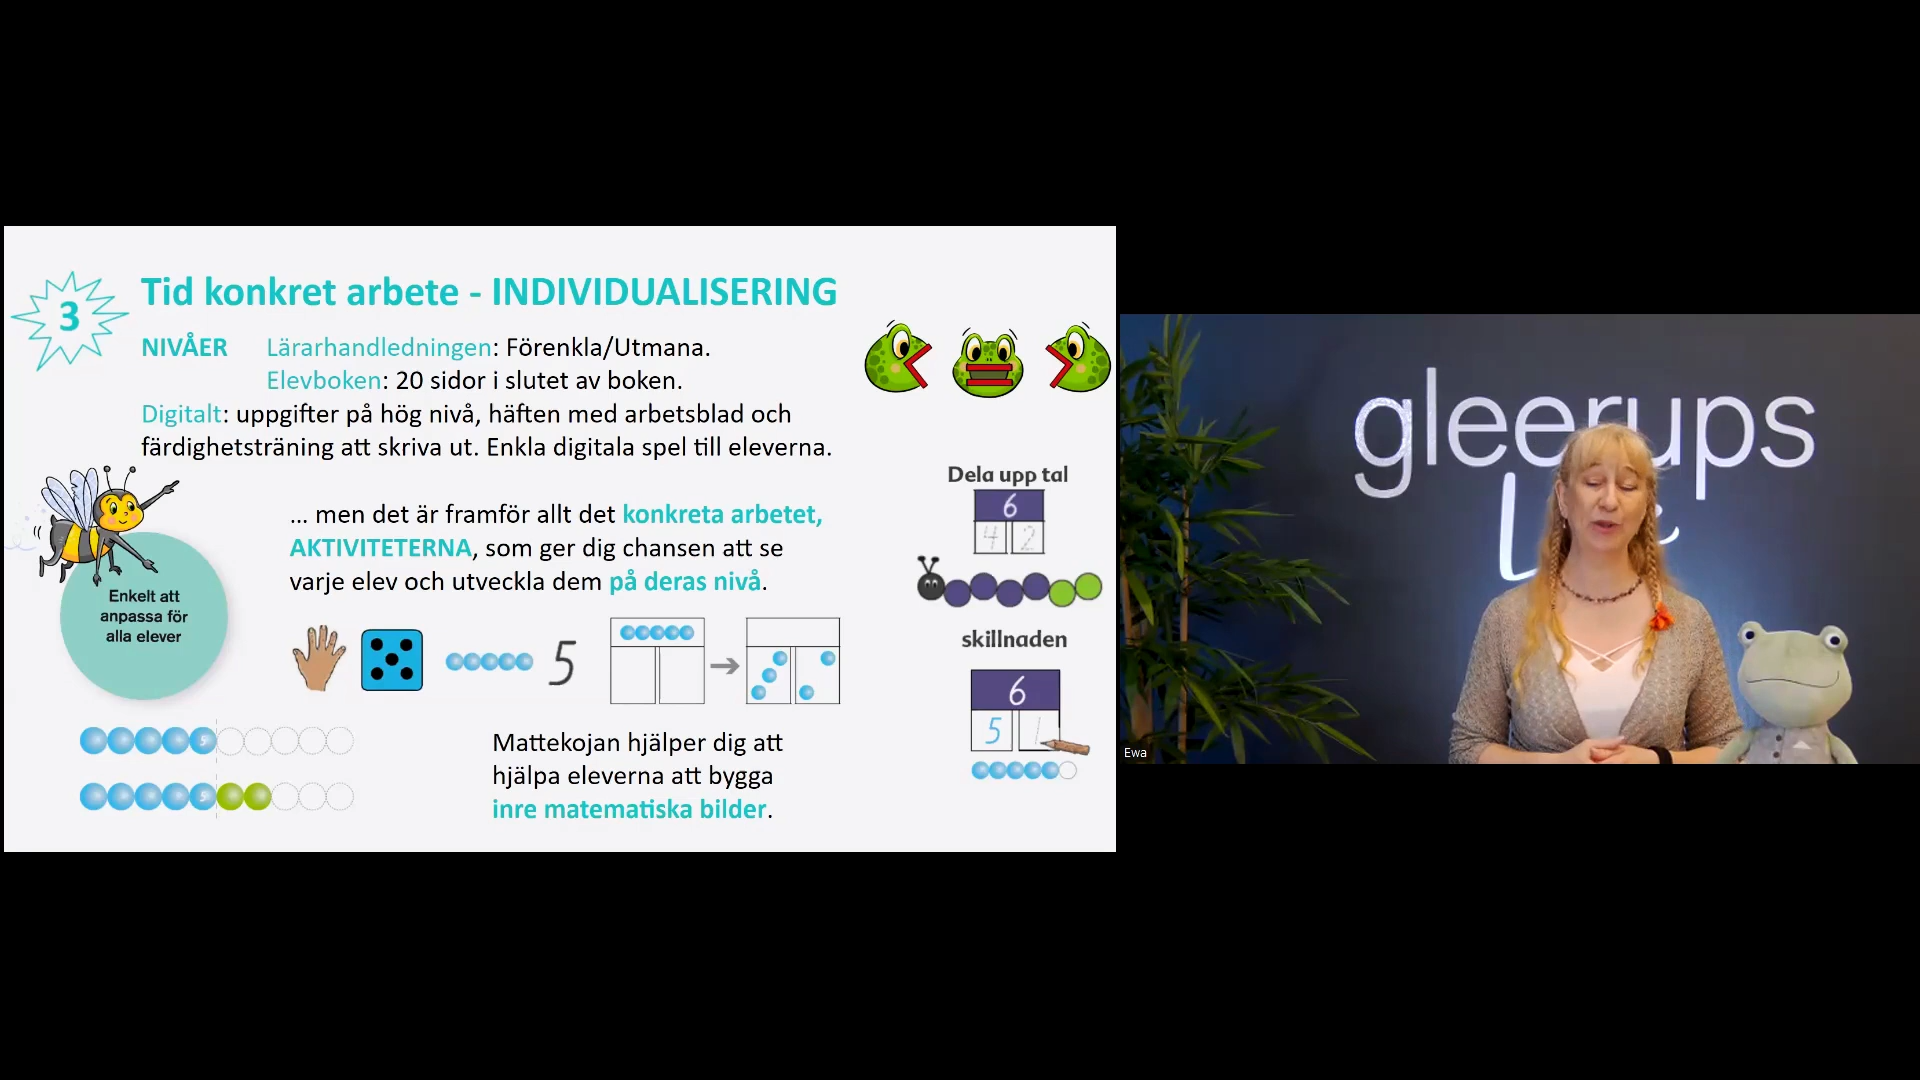 3
Tid konkret arbete - INDIVIDUALISERING
NIVÅER Lärarhandledningen: Förenkla/Utmana.
Elevboken: 20 sidor i slutet av boken.
Digitalt: uppgifter på hög nivå, häften med arbetsblad och
färdighetsträning att skriva ut. Enkla digitala spel till eleverna.
... men det är framför allt det konkreta arbetet,
AKTIVITETERNA, som ger dig chansen att se
varje elev och utveckla dem på deras nivå.
Enkelt att
anpassa för
alla elever
5
5
5
Mattekojan hjälper dig att
hjälpa eleverna att bygga
inre matematiska bilder.
Dela upp tal
6
4 2
skillnaden
6
5 1
gleerups
Ewa